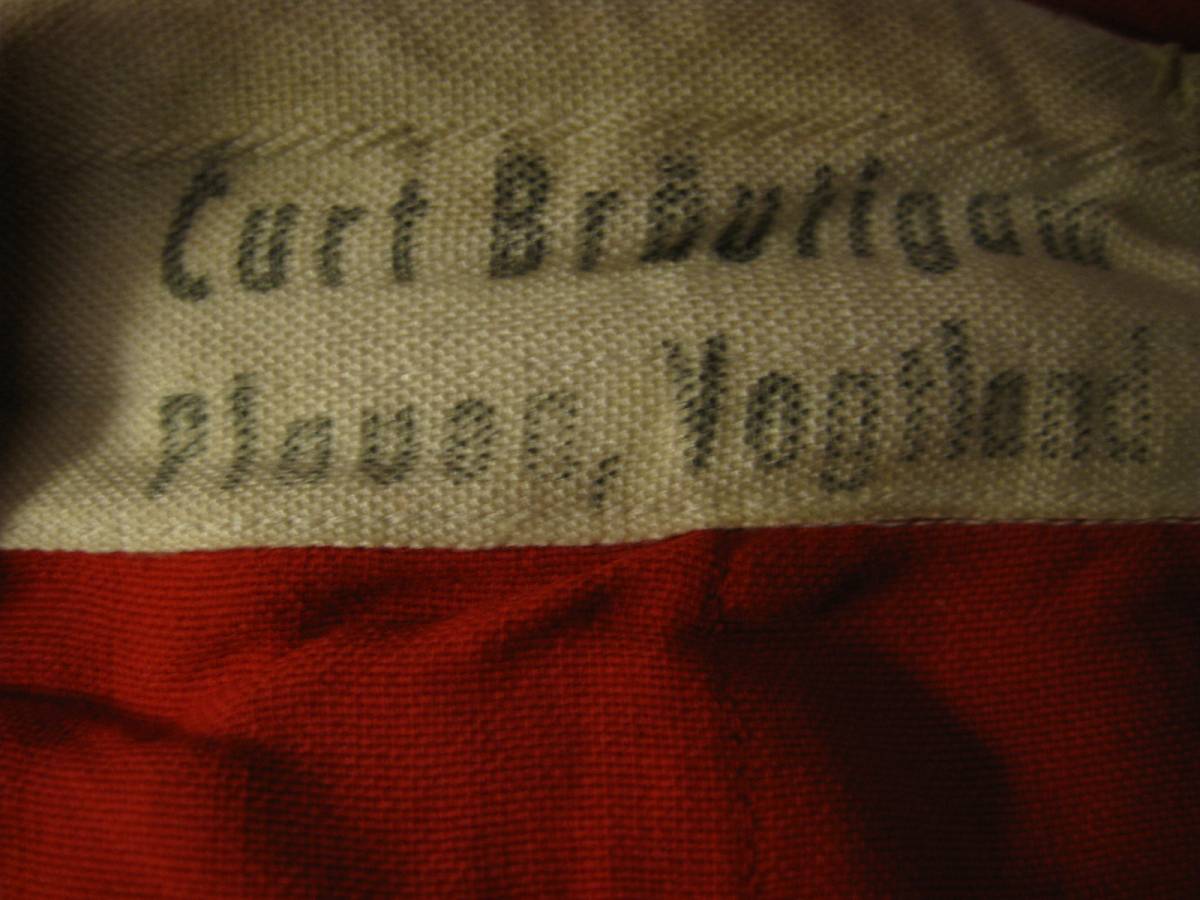 Curt Bräutigam
Plauen, Vogtland